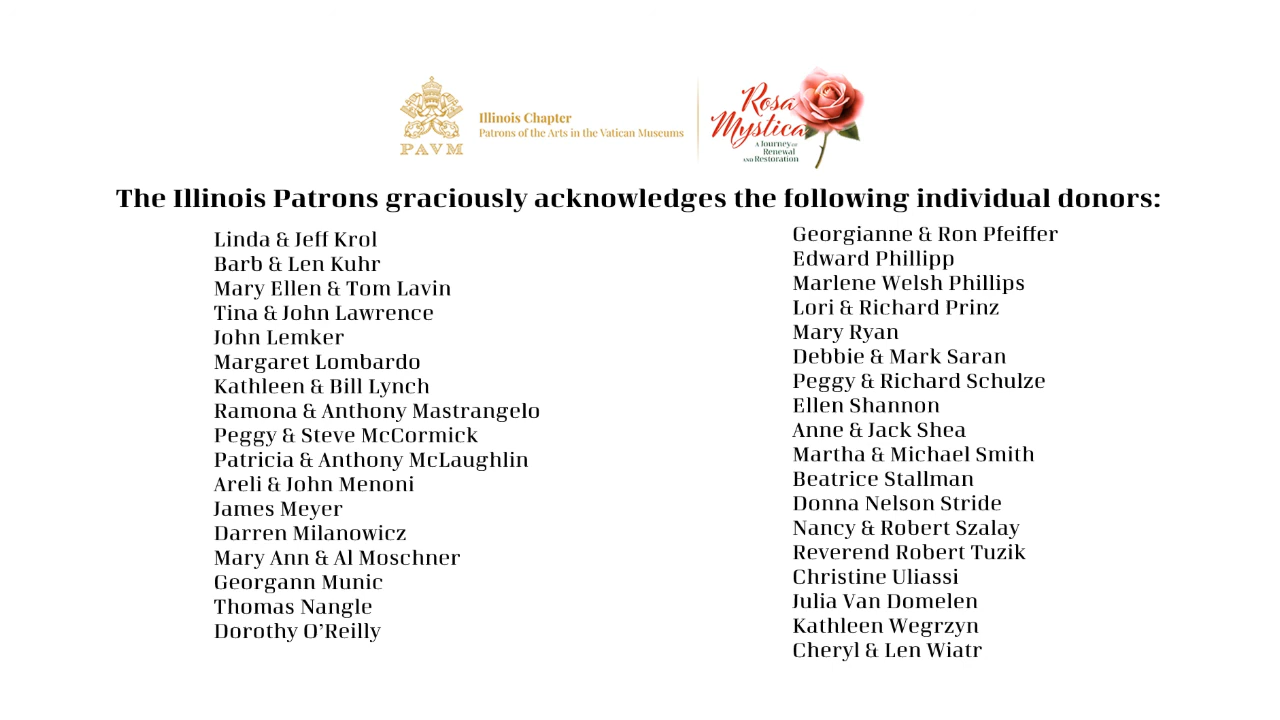 PAVM
Illinois Chapter
Patrons of the Arts in the Vatican Museums
Rosa
Mystica
A Journey of
Renewal
and Restoration
The Illinois Patrons graciously acknowledges the following individual donors:
Linda & Jeff Krol
Barb & Len Kuhr
Mary Ellen & Tom Lavin
Tina & John Lawrence
John Lemker
Margaret Lombardo
Kathleen & Bill Lynch
Ramona & Anthony Mastrangelo
Peggy & Steve McCormick
Patricia & Anthony McLaughlin
Areli & John Menoni
James Meyer
Darren Milanowicz
Mary Ann & Al Moschner
Georgann Munic
Thomas Nangle
Dorothy O’Reilly
Georgianne & Ron Pfeiffer
Edward Phillipp
Marlene Welsh Phillips
Lori & Richard Prinz
Mary Ryan
Debbie & Mark Saran
Peggy & Richard Schulze
Ellen Shannon
Anne & Jack Shea
Martha & Michael Smith
Beatrice Stallman
Donna Nelson Stride
Nancy & Robert Szalay
Reverend Robert Tuzik
Christine Uliassi
Julia Van Domelen
Kathleen Wegrzyn
Cheryl & Len Wiatr